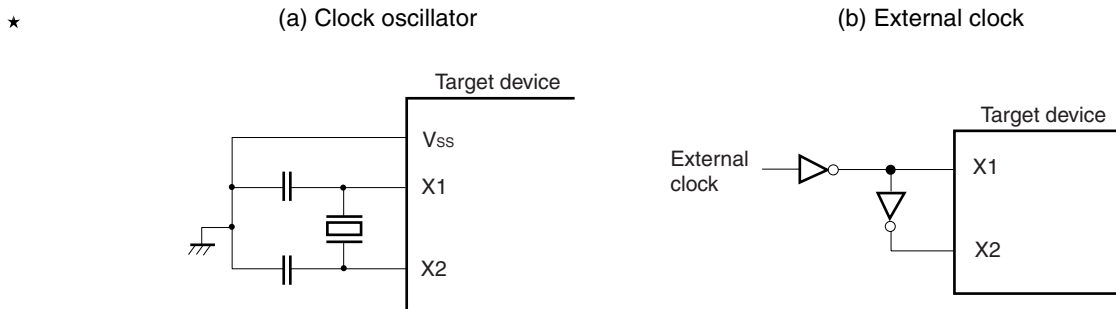 ★
(a) Clock oscillator
Target device
VSS
X1
X2
(b) External clock
Target device
External
clock
X1
X2